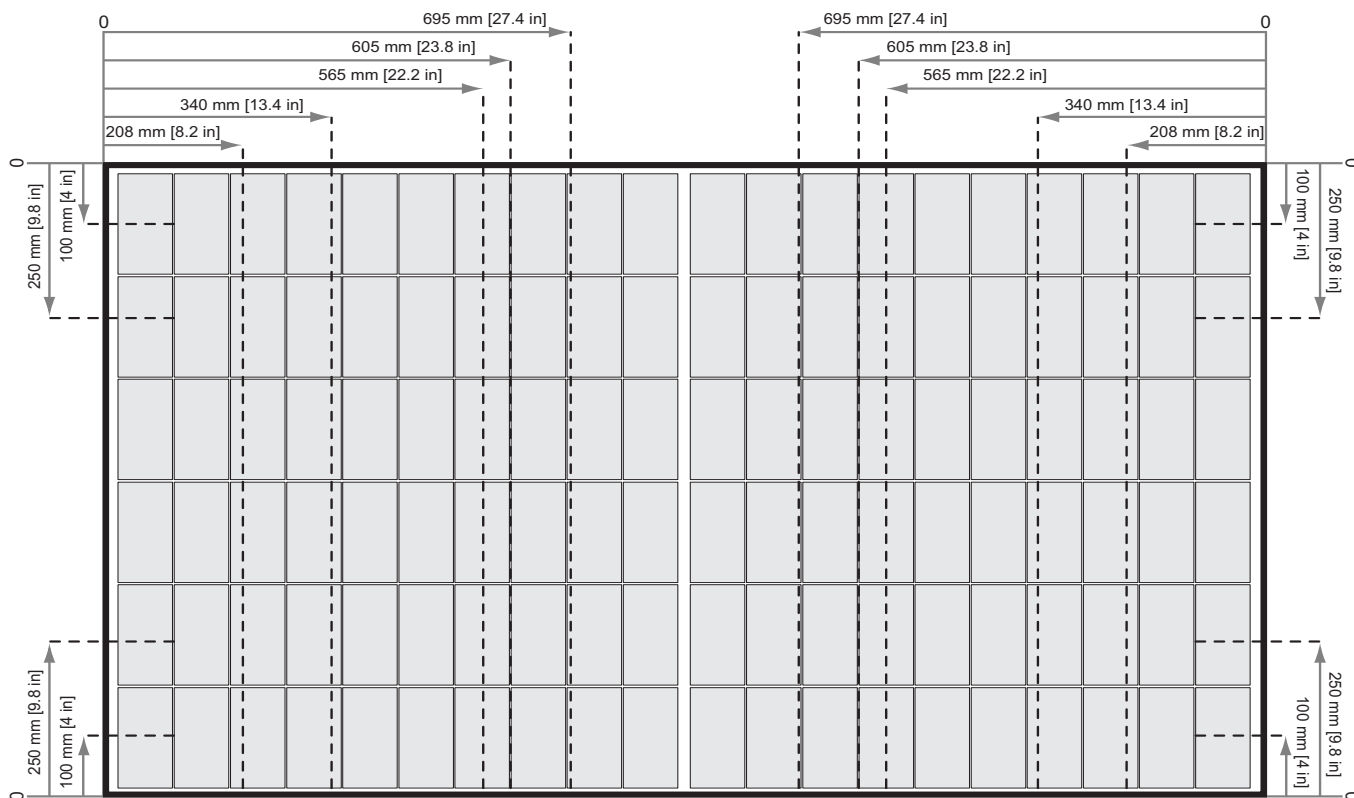 0
695 mm [27.4 in]
695 mm [27.4 in]
0
605 mm [23.8 in]
605 mm [23.8 in]
565 mm [22.2 in]
565 mm [22.2 in]
340 mm [13.4 in]
340 mm [13.4 in]
208 mm [8.2 in]
208 mm [8.2 in]
0
0
250 mm [9.8 in]
100 mm [4 in]
100 mm [4 in]
250 mm [9.8 in]
250 mm [9.8 in]
100 mm [4 in]
100 mm [4 in]
250 mm [9.8 in]
0
0